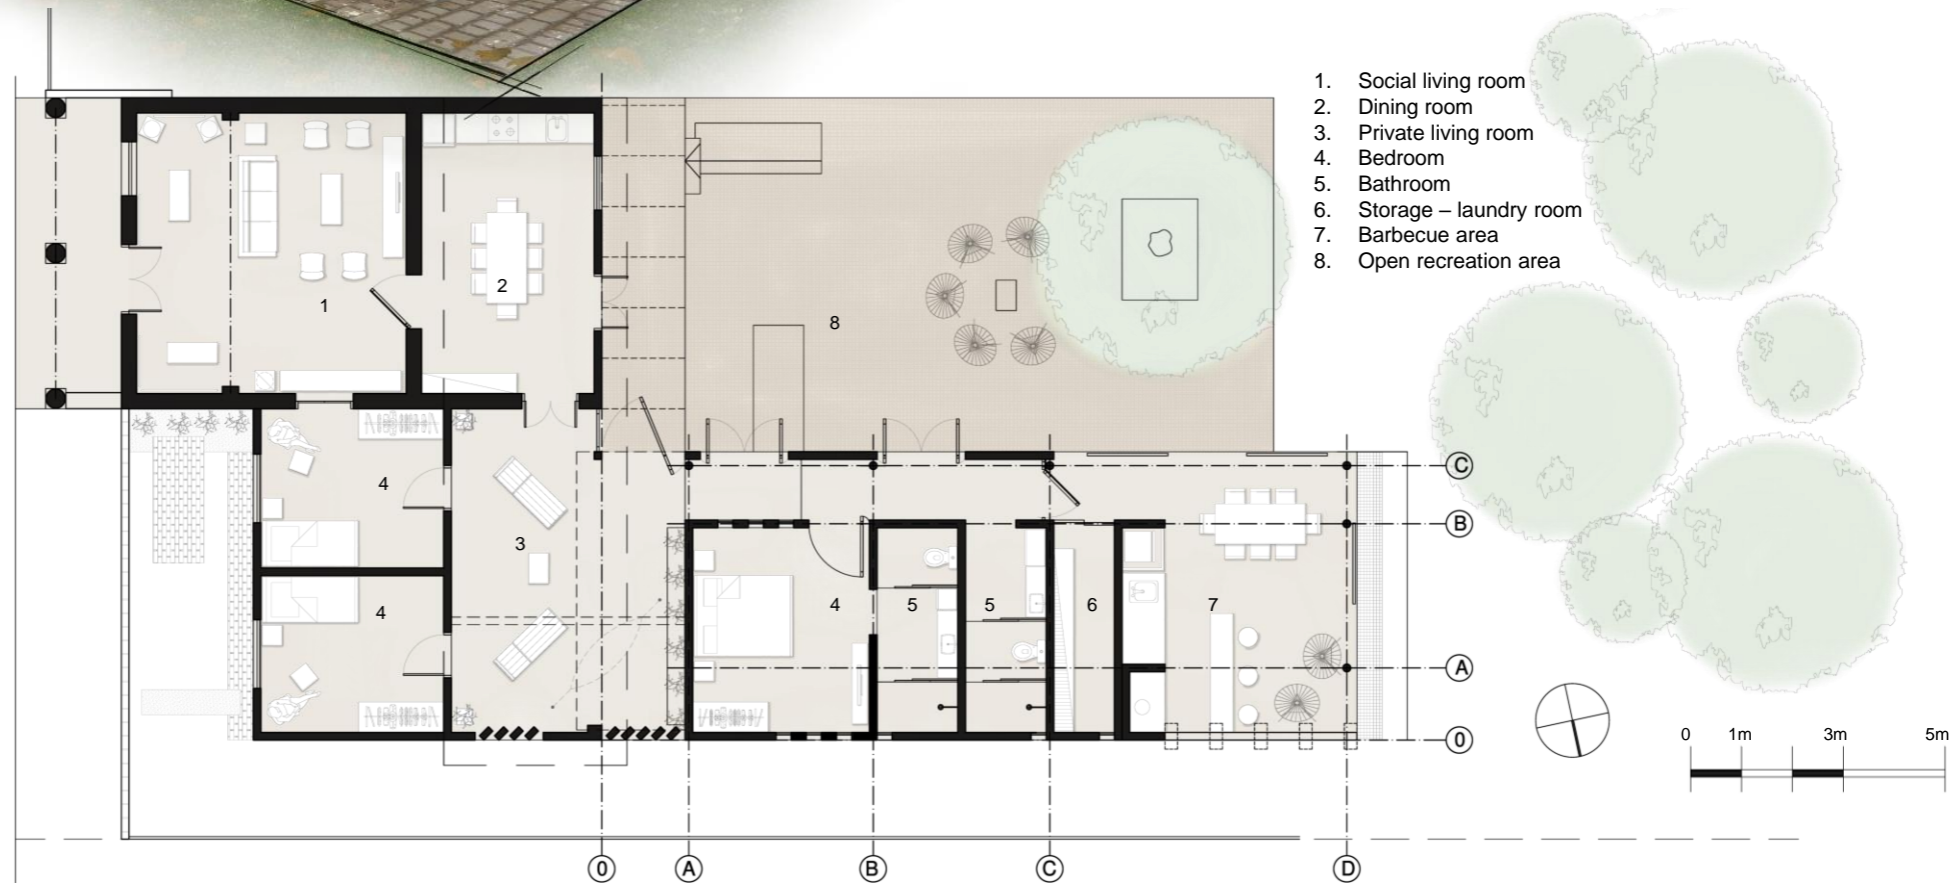 1. Social living room
2. Dining room
3. Private living room
4. Bedroom
5. Bathroom
6. Storage – laundry room
7. Barbecue area
8. Open recreation area
1
2
8
4
3
4
4
5
5
6
7
C
B
A
0
0 1m 3m 5m
0 A B C D